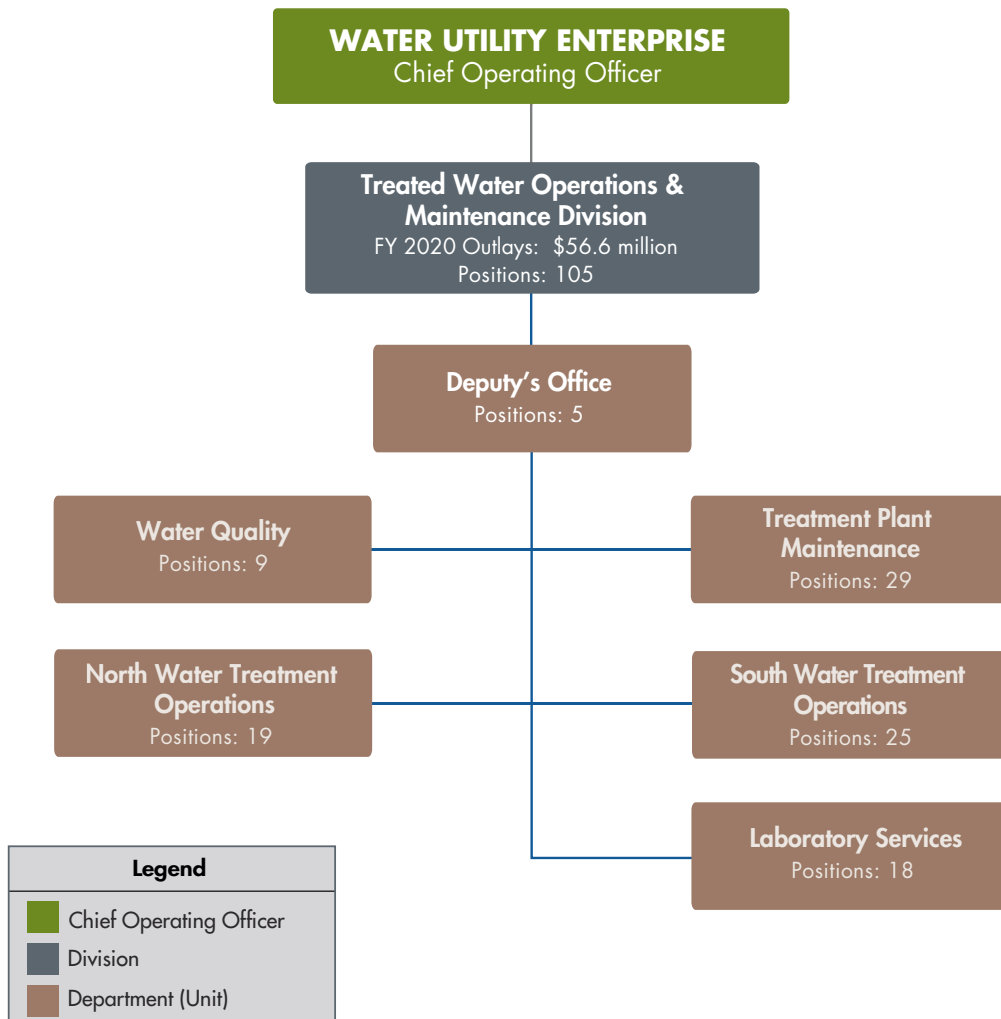 WATER UTILITY ENTERPRISE
Chief Operating Officer
Treated Water Operations &
Maintenance Division
FY 2020 Outlays: $56.6 million
Positions: 105
Deputy’s Office
Positions: 5
Water Quality
Positions: 9
Treatment Plant
Maintenance
Positions: 29
North Water Treatment
Operations
Positions: 19
South Water Treatment
Operations
Positions: 25
Laboratory Services
Positions: 18
Legend
Chief Operating Officer
Division
Department (Unit)